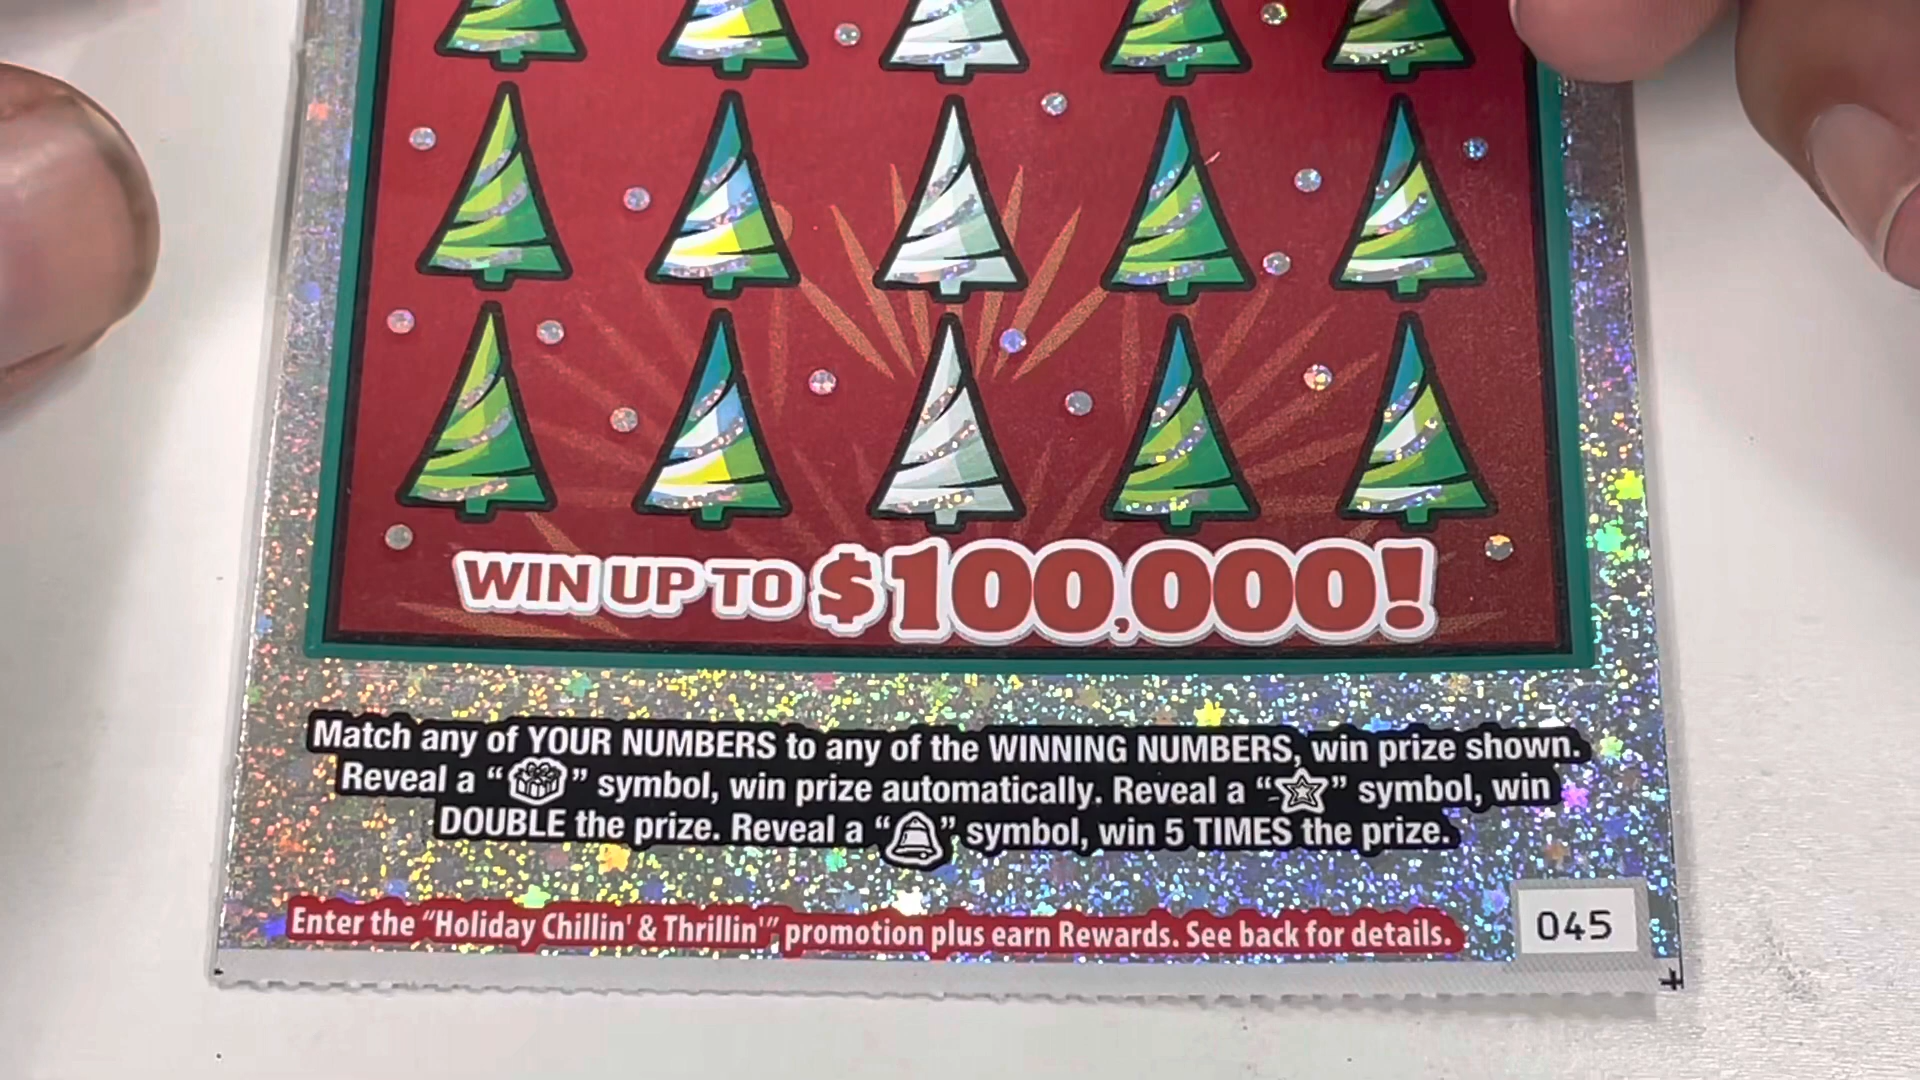 WIN UP TO $100,000!
Match any of YOUR NUMBERS to any of the WINNING NUMBERS, win prize shown.
Reveal a “ ” symbol, win prize automatically. Reveal a “ ” symbol, win
DOUBLE the prize. Reveal a “ ” symbol, win 5 TIMES the prize.
Enter the “Holiday Chillin' & Thrillin'” promotion plus earn Rewards. See back for details.
045